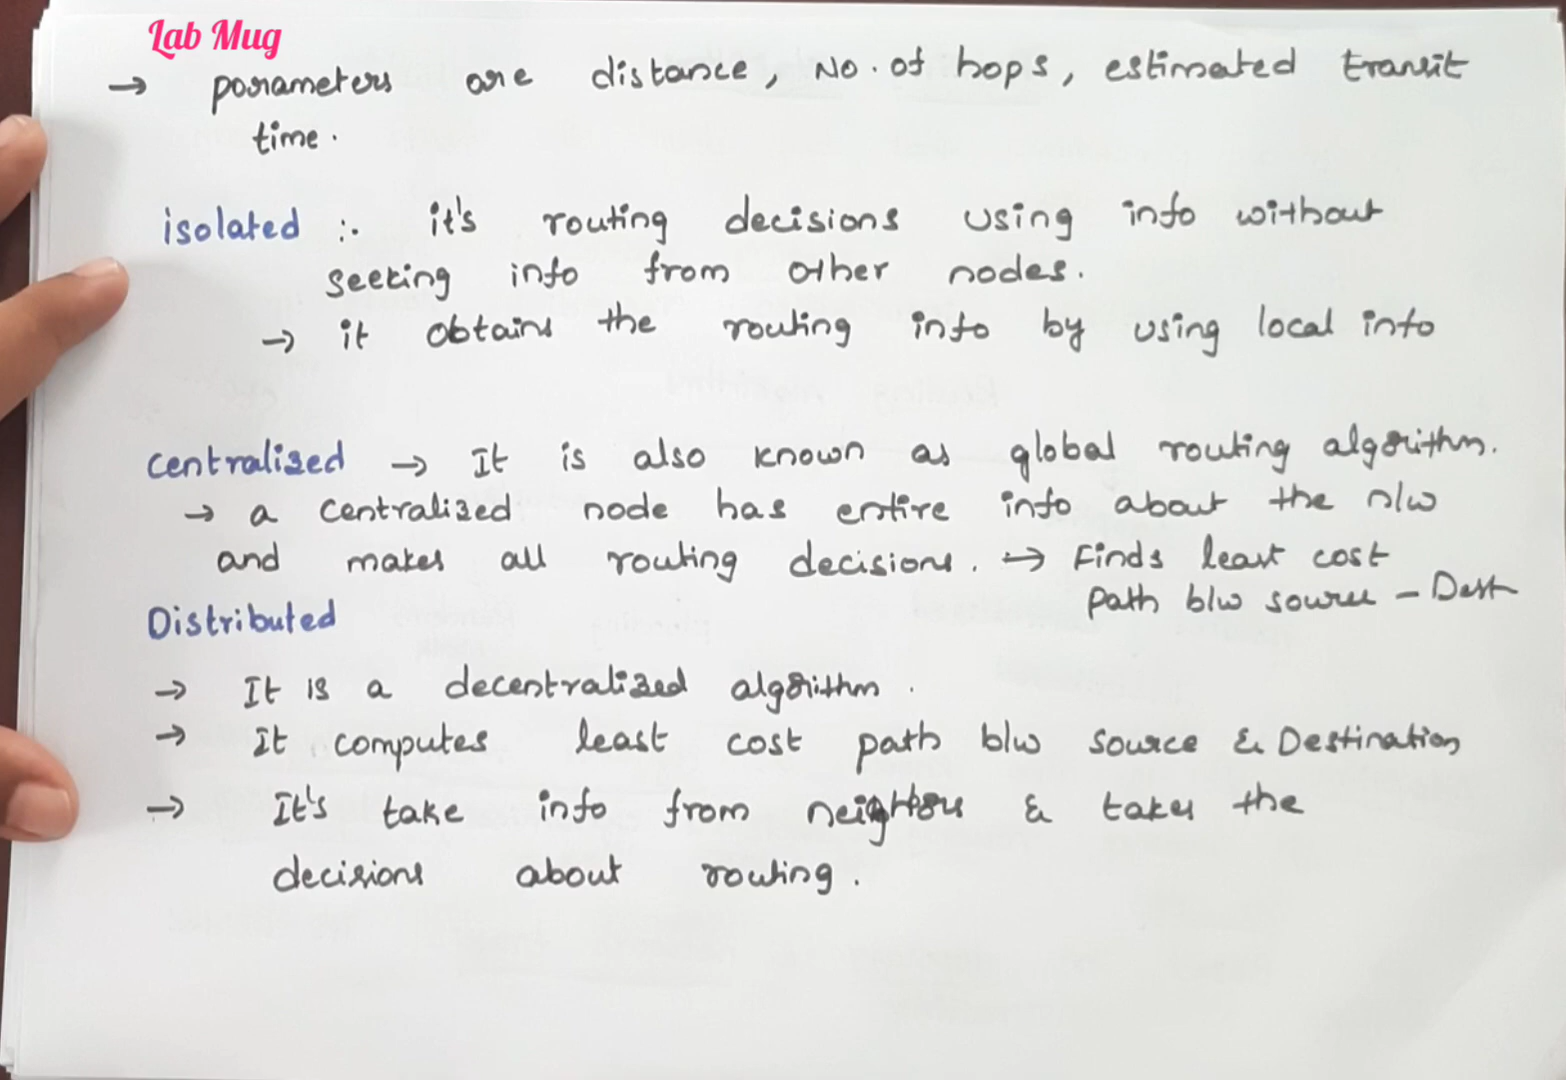 Lab Mug
→ parameters are distance, No. of hops, estimated transit
time.
isolated :- it's routing decisions using info without
seeking info from other nodes.
→ it obtains the routing info by using local info
centralized → It is also known as global routing algorithm.
→ a centralized node has entire info about the n/w
and makes all routing decisions. → Finds least cost
path b/w source - Dest
Distributed
→ It is a decentralized algorithm.
→ It computes least cost path b/w source & Destination
→ It's take info from neighbors & takes the
decisions about routing.